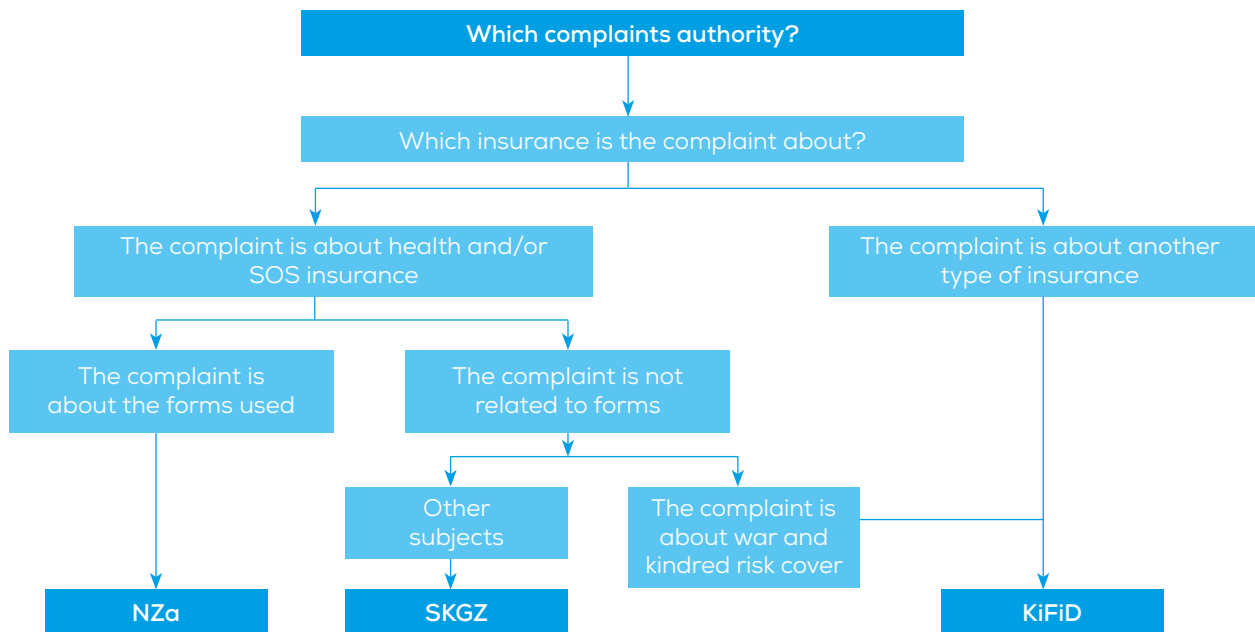 Which complaints authority?
Which insurance is the complaint about?
The complaint is about health and/or
SOS insurance
The complaint is about another
type of insurance
The complaint is
about the forms used
The complaint is not
related to forms
Other
subjects
The complaint is
about war and
kindred risk cover
NZa
SKGZ
KiFiD